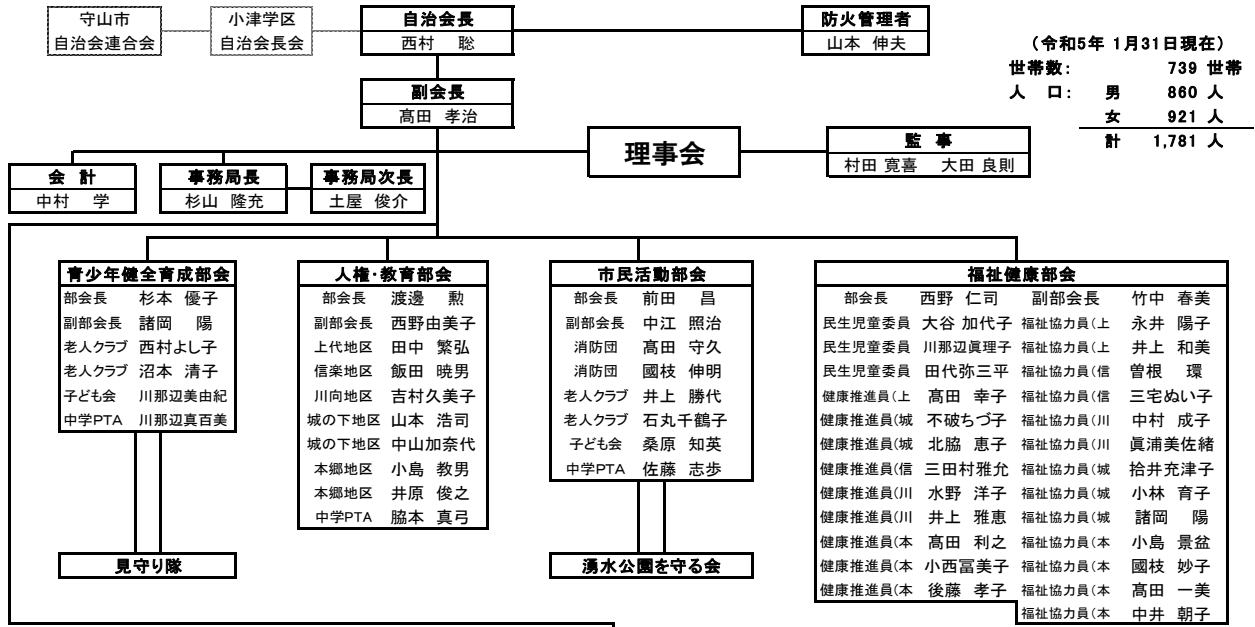 守山市
自治会連合会
小津学区
自治会長会
自治会長
西村　聡
防火管理者
山本 伸夫
(令和5年 1月31日現在)
世帯数: 739 世帯
人　口: 男 860 人
女 921 人
計 1,781 人
副会長
髙田 孝治
理事会
監　事
村田 寛喜　大田 良則
会　計
中村　学
事務局長
杉山 隆充
事務局次長
土屋 俊介
青少年健全育成部会
部会長 杉本 優子
副部会長 諸岡　陽
老人クラブ 西村よし子
老人クラブ 沼本 清子
子ども会 川那辺美由紀
中学PTA 川那辺真百美
見守り隊
人権・教育部会
部会長 渡邊　勲
副部会長 西野由美子
上代地区 田中 繁弘
信楽地区 飯田 暁男
川向地区 吉村久美子
城の下地区 山本 浩司
城の下地区 中山加奈代
本郷地区 小島 教男
本郷地区 井原 俊之
中学PTA 脇本 真弓
市民活動部会
部会長 前田　昌
副部会長 中江 照治
消防団 髙田 守久
消防団 國枝 伸明
老人クラブ 井上 勝代
老人クラブ 石丸千鶴子
子ども会 桑原 知英
中学PTA 佐藤 志歩
湧水公園を守る会
福祉健康部会
部会長 西野 仁司 副部会長 竹中 春美
民生児童委員 大谷 加代子 福祉協力員(上 永井 陽子
民生児童委員 川那辺眞理子 福祉協力員(上 井上 和美
民生児童委員 田代弥三平 福祉協力員(信 曽根　環
健康推進員(上 髙田 幸子 福祉協力員(信 三宅ぬい子
健康推進員(城 不破ちづ子 福祉協力員(川 中村 成子
健康推進員(城 北脇 恵子 福祉協力員(川 眞浦美佐緒
健康推進員(信 三田村雅允 福祉協力員(城 拾井充津子
健康推進員(川 水野 洋子 福祉協力員(城 小林 育子
健康推進員(川 井上 雅恵 福祉協力員(城 諸岡　陽
健康推進員(本 髙田 利之 福祉協力員(本 小島 景盆
健康推進員(本 小西冨美子 福祉協力員(本 國枝 妙子
健康推進員(本 後藤 孝子 福祉協力員(本 髙田 一美
福祉協力員(本 中井 朝子